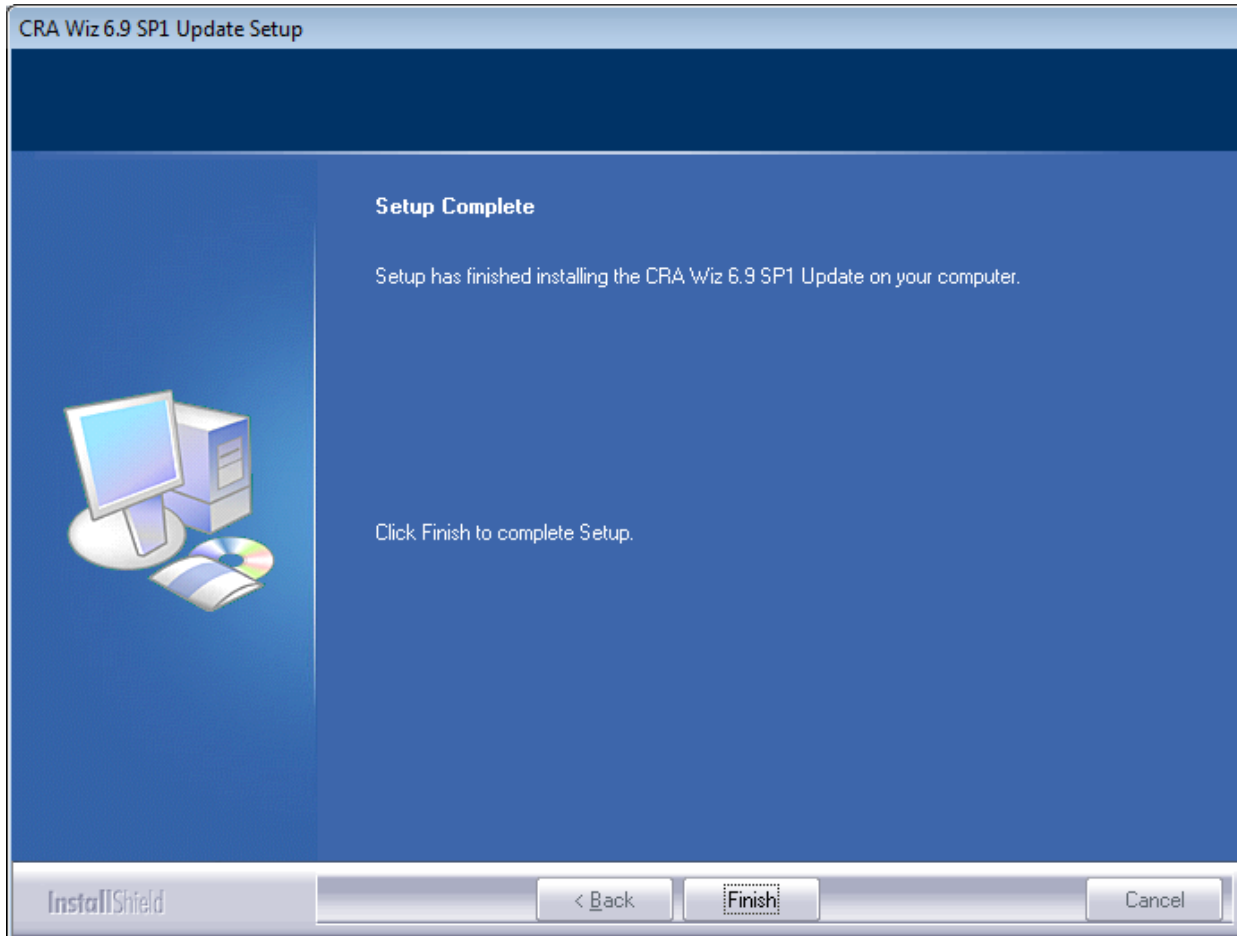 CRA Wiz 6.9 SP1 Update Setup
Setup Complete
Setup has finished installing the CRA Wiz 6.9 SP1 Update on your computer.
Click Finish to complete Setup.
InstallShield
< Back
Finish
Cancel